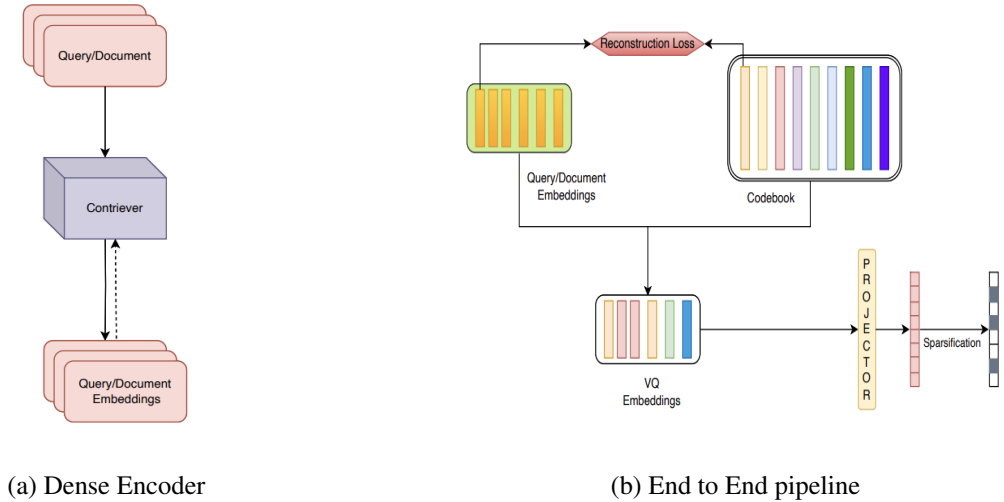 Query/Document
Contriever
Query/Document
Embeddings
(a) Dense Encoder
Reconstruction Loss
Query/Document
Embeddings
Codebook
VQ
Embeddings
P
R
O
J
E
C
T
O
R
Sparsification
(b) End to End pipeline